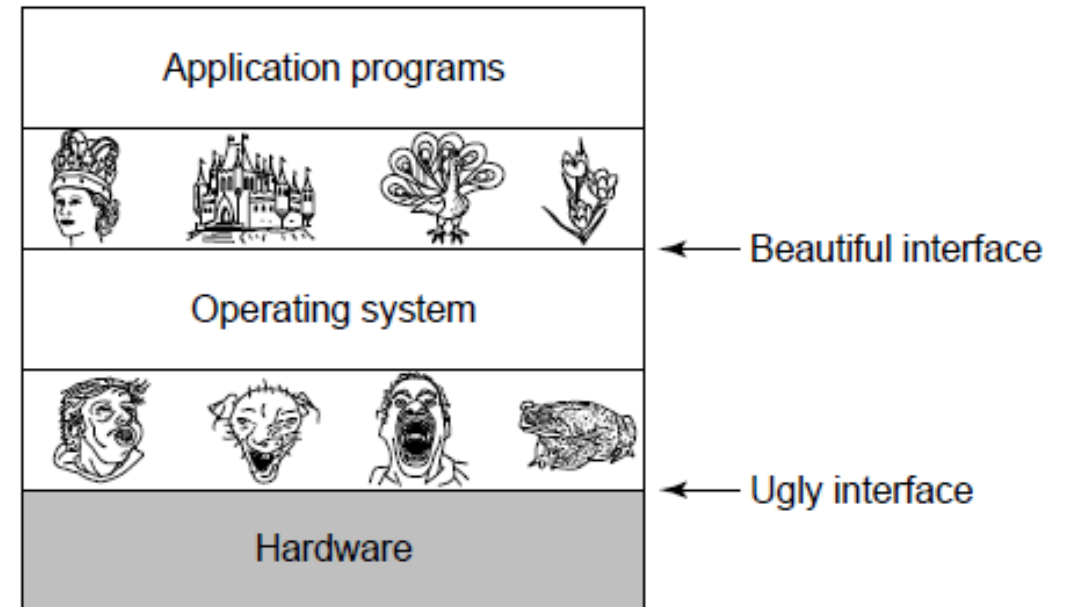 Application programs
Beautiful interface
Operating system
Ugly interface
Hardware